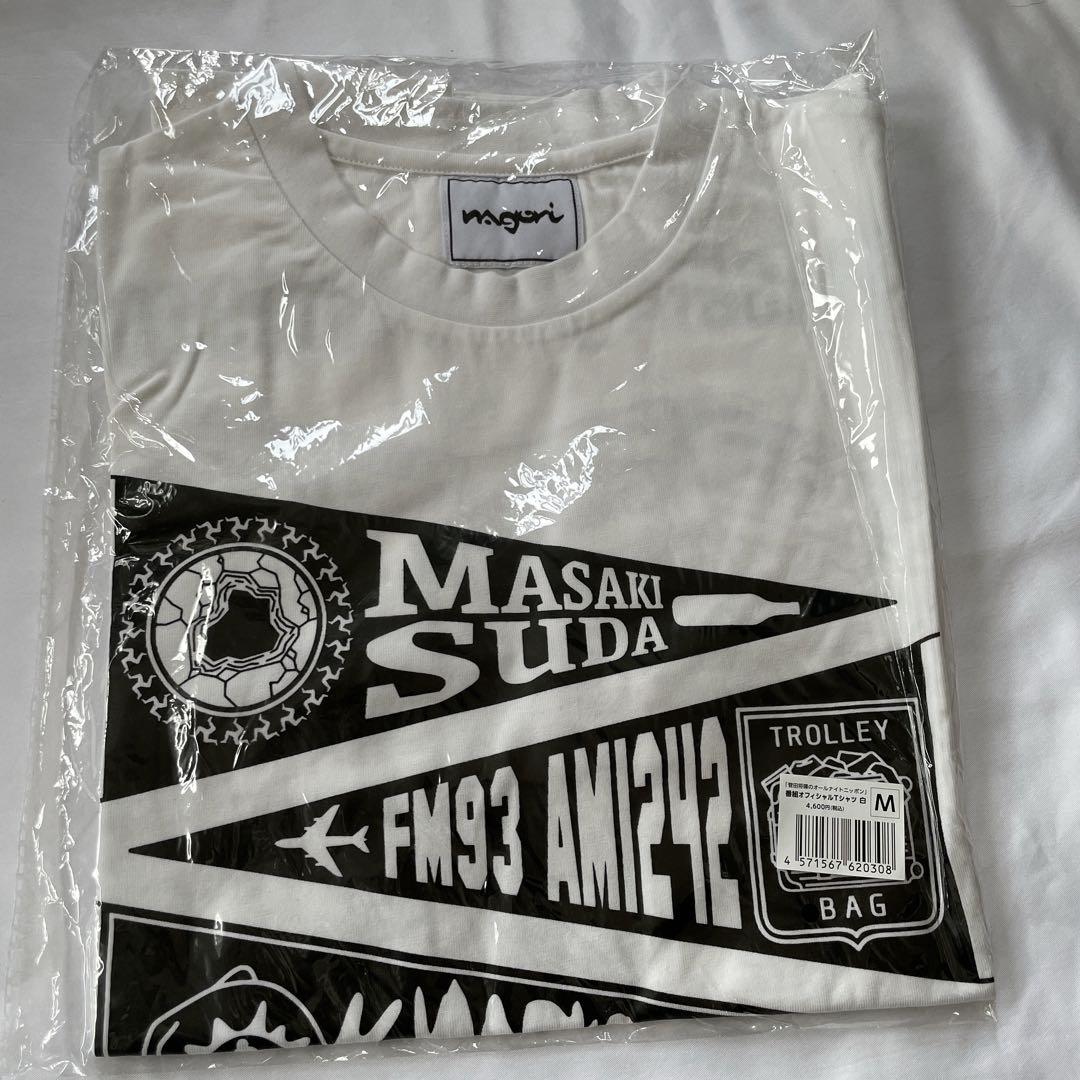 nagori
MASAKI
SUDA
FM93 AM1242
TROLLEY
「菅田将暉のオールナイトニッポン」
番組オフィシャルTシャツ 白
4,600円(税込)
M
4 571567 620308
BAG